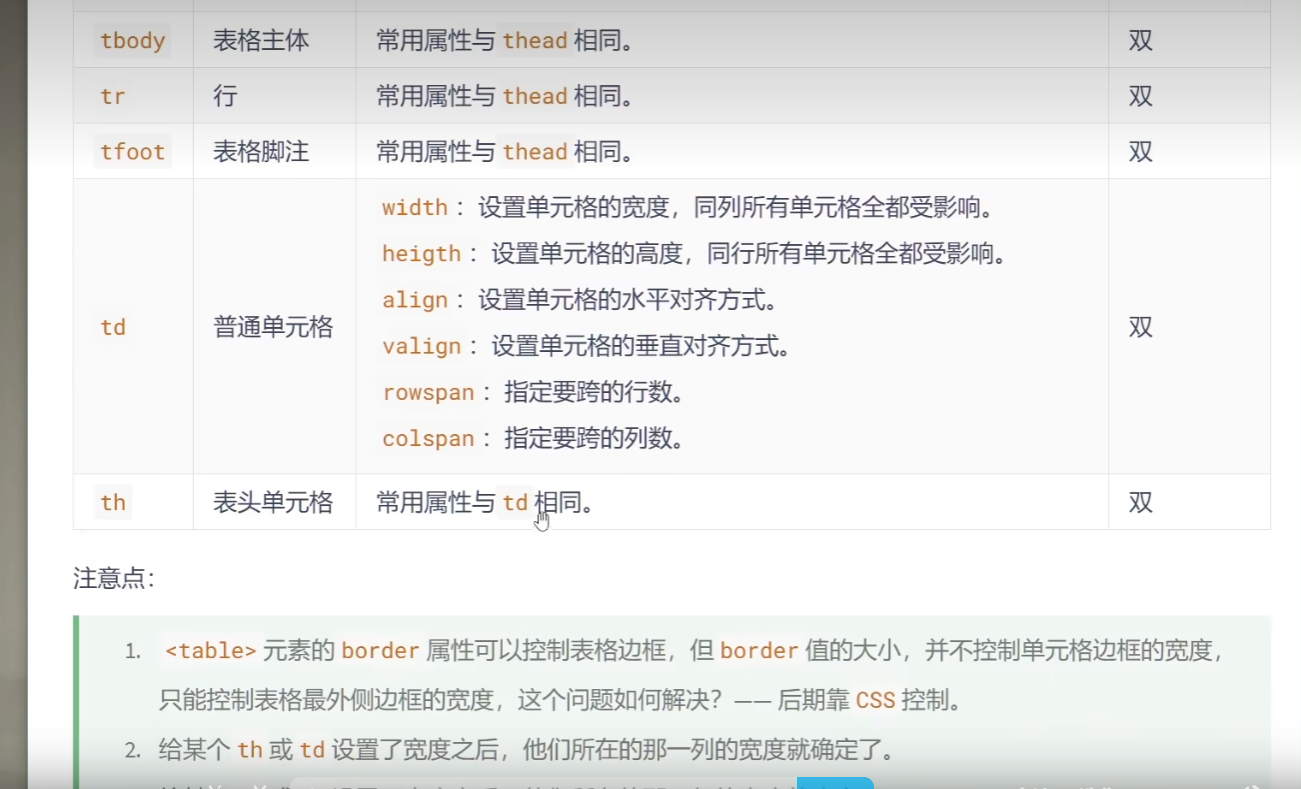 tbody 表格主体 常用属性与 thead 相同。 双
tr 行 常用属性与 thead 相同。 双
tfoot 表格脚注 常用属性与 thead 相同。 双
td 普通单元格 width：设置单元格的宽度，同列所有单元格全都受影响。 双
heigth：设置单元格的高度，同行所有单元格全都受影响。
align：设置单元格的水平对齐方式。
valign：设置单元格的垂直对齐方式。
rowspan：指定要跨的行数。
colspan：指定要跨的列数。
th 表头单元格 常用属性与 td 相同。 双
注意点：
1. <table> 元素的 border 属性可以控制表格边框，但 border 值的大小，并不控制单元格边框的宽度，
只能控制表格最外侧边框的宽度，这个问题如何解决？—— 后期靠 CSS 控制。
2. 给某个 th 或 td 设置了宽度之后，他们所在的那一列的宽度就确定了。